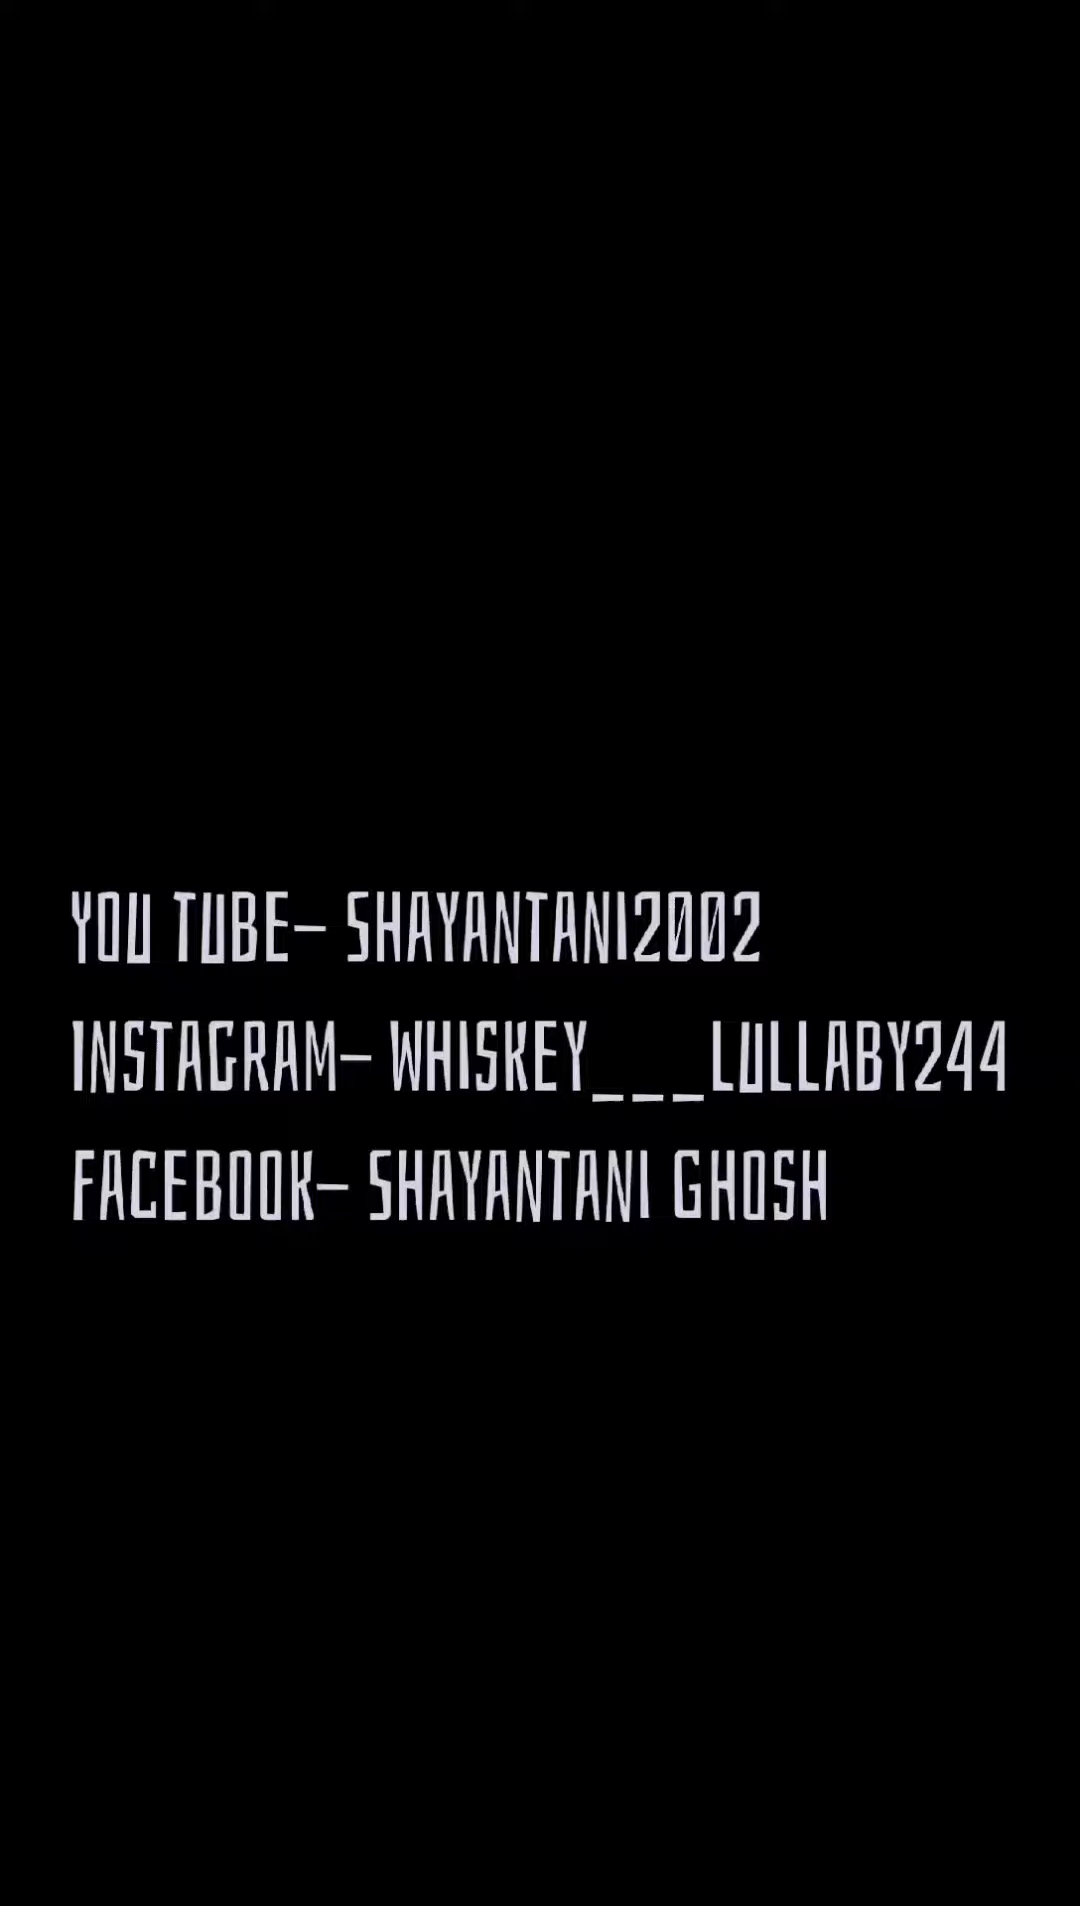 YOU TUBE- SHAYANTANI2002
INSTAGRAM- WHISKEY___LULLABY244
FACEBOOK- SHAYANTANI GHOSH